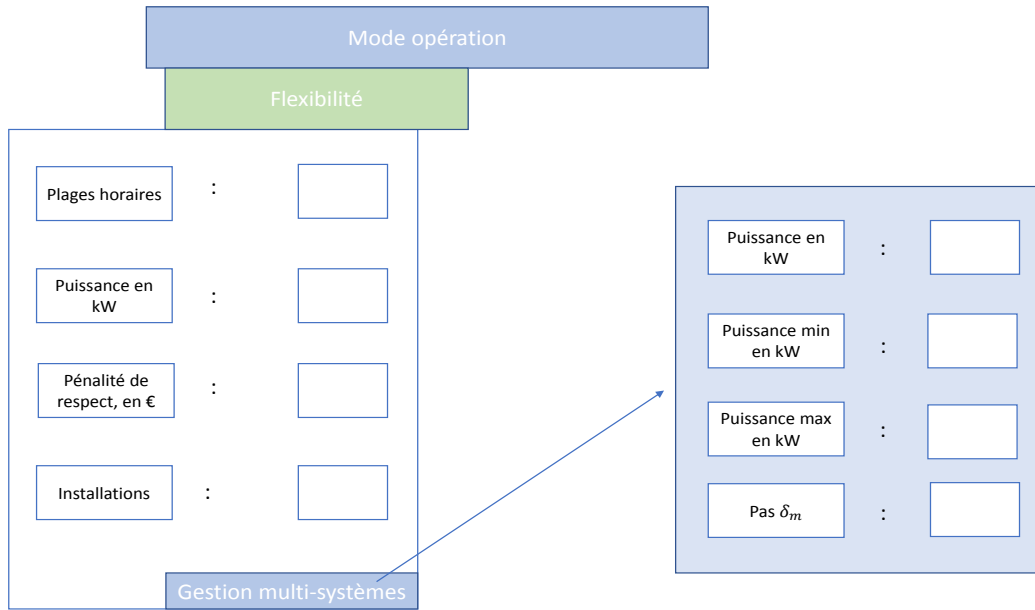 Mode opération
Flexibilité
Plages horaires :
Puissance en
kW :
Pénalité de
respect, en € :
Installations :
Gestion multi-systèmes
Puissance en
kW :
Puissance min
en kW :
Puissance max
en kW :
Pas δₘ :